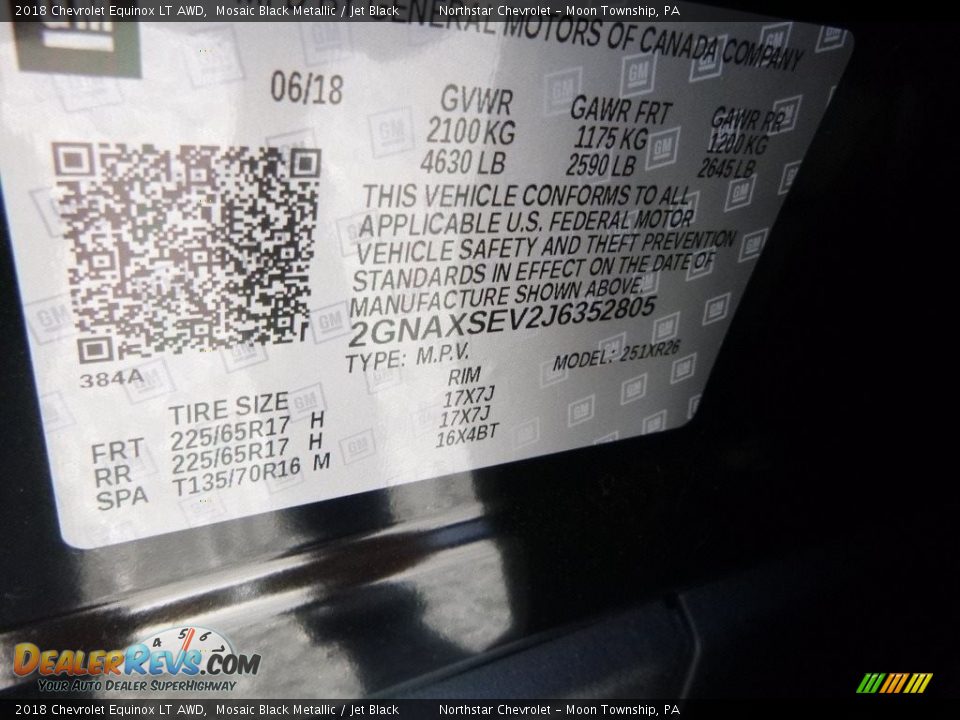 2018 Chevrolet Equinox LT AWD, Mosaic Black Metallic / Jet Black Northstar Chevrolet - Moon Township, PA
GM
GENERAL MOTORS OF CANADA COMPANY
06/18
GVWR GAWR FRT GAWR RR
2100 KG 1175 KG 1200 KG
4630 LB 2590 LB 2645 LB
THIS VEHICLE CONFORMS TO ALL
APPLICABLE U.S. FEDERAL MOTOR
VEHICLE SAFETY AND THEFT PREVENTION
STANDARDS IN EFFECT ON THE DATE OF
MANUFACTURE SHOWN ABOVE.
2GNAXSEV2J6352805
TYPE: M.P.V. MODEL: 251XR26
384A
TIRE SIZE RIM
FRT 225/65R17 H 17X7J
RR 225/65R17 H 17X7J
SPA T135/70R16 M 16X4BT
4 5 6
DealerRevs.com
Your Auto Dealer SuperHighway
2018 Chevrolet Equinox LT AWD, Mosaic Black Metallic / Jet Black Northstar Chevrolet - Moon Township, PA